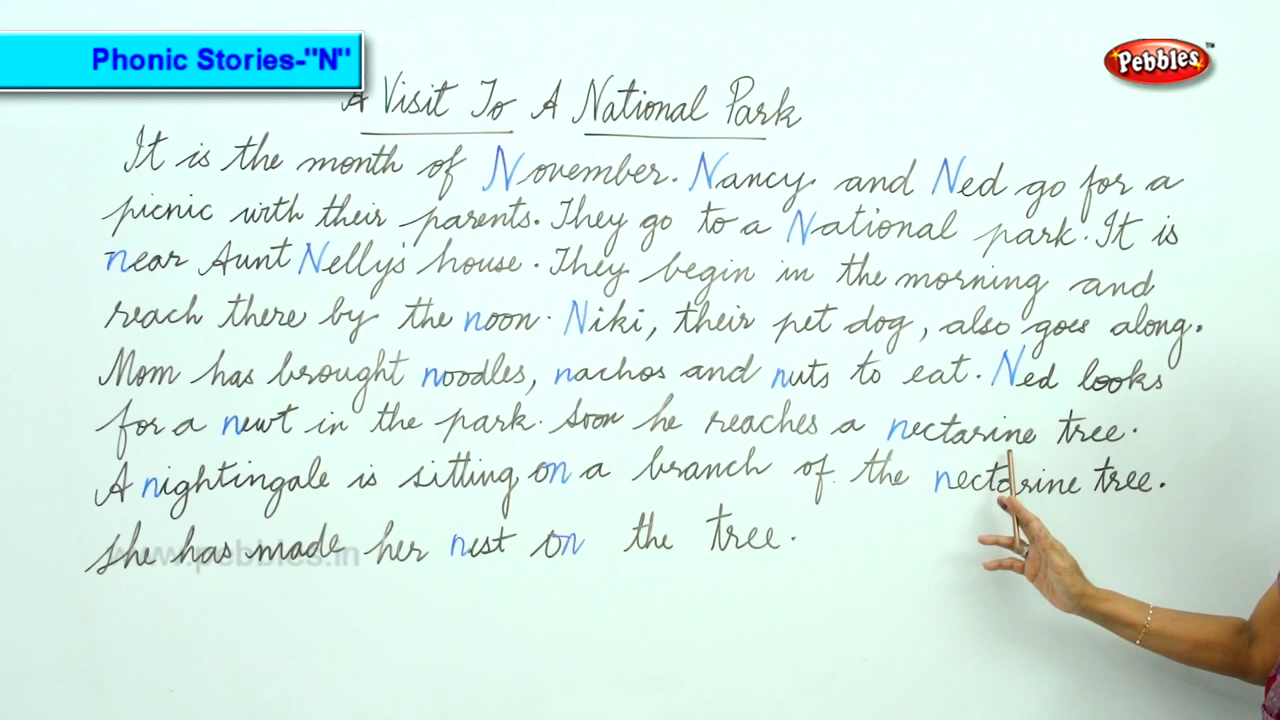 Phonic Stories-"N"
Pebbles™
A Visit To A National Park
It is the month of November. Nancy and Ned go for a
picnic with their parents. They go to a National park. It is
near Aunt Nelly's house. They begin in the morning and
reach there by the noon. Niki, their pet dog, also goes along.
Mom has brought noodles, nachos and nuts to eat. Ned looks
for a newt in the park. Soon he reaches a nectarine tree.
A nightingale is sitting on a branch of the nectarine tree.
She has made her nest on the tree.
www.pebbles.in